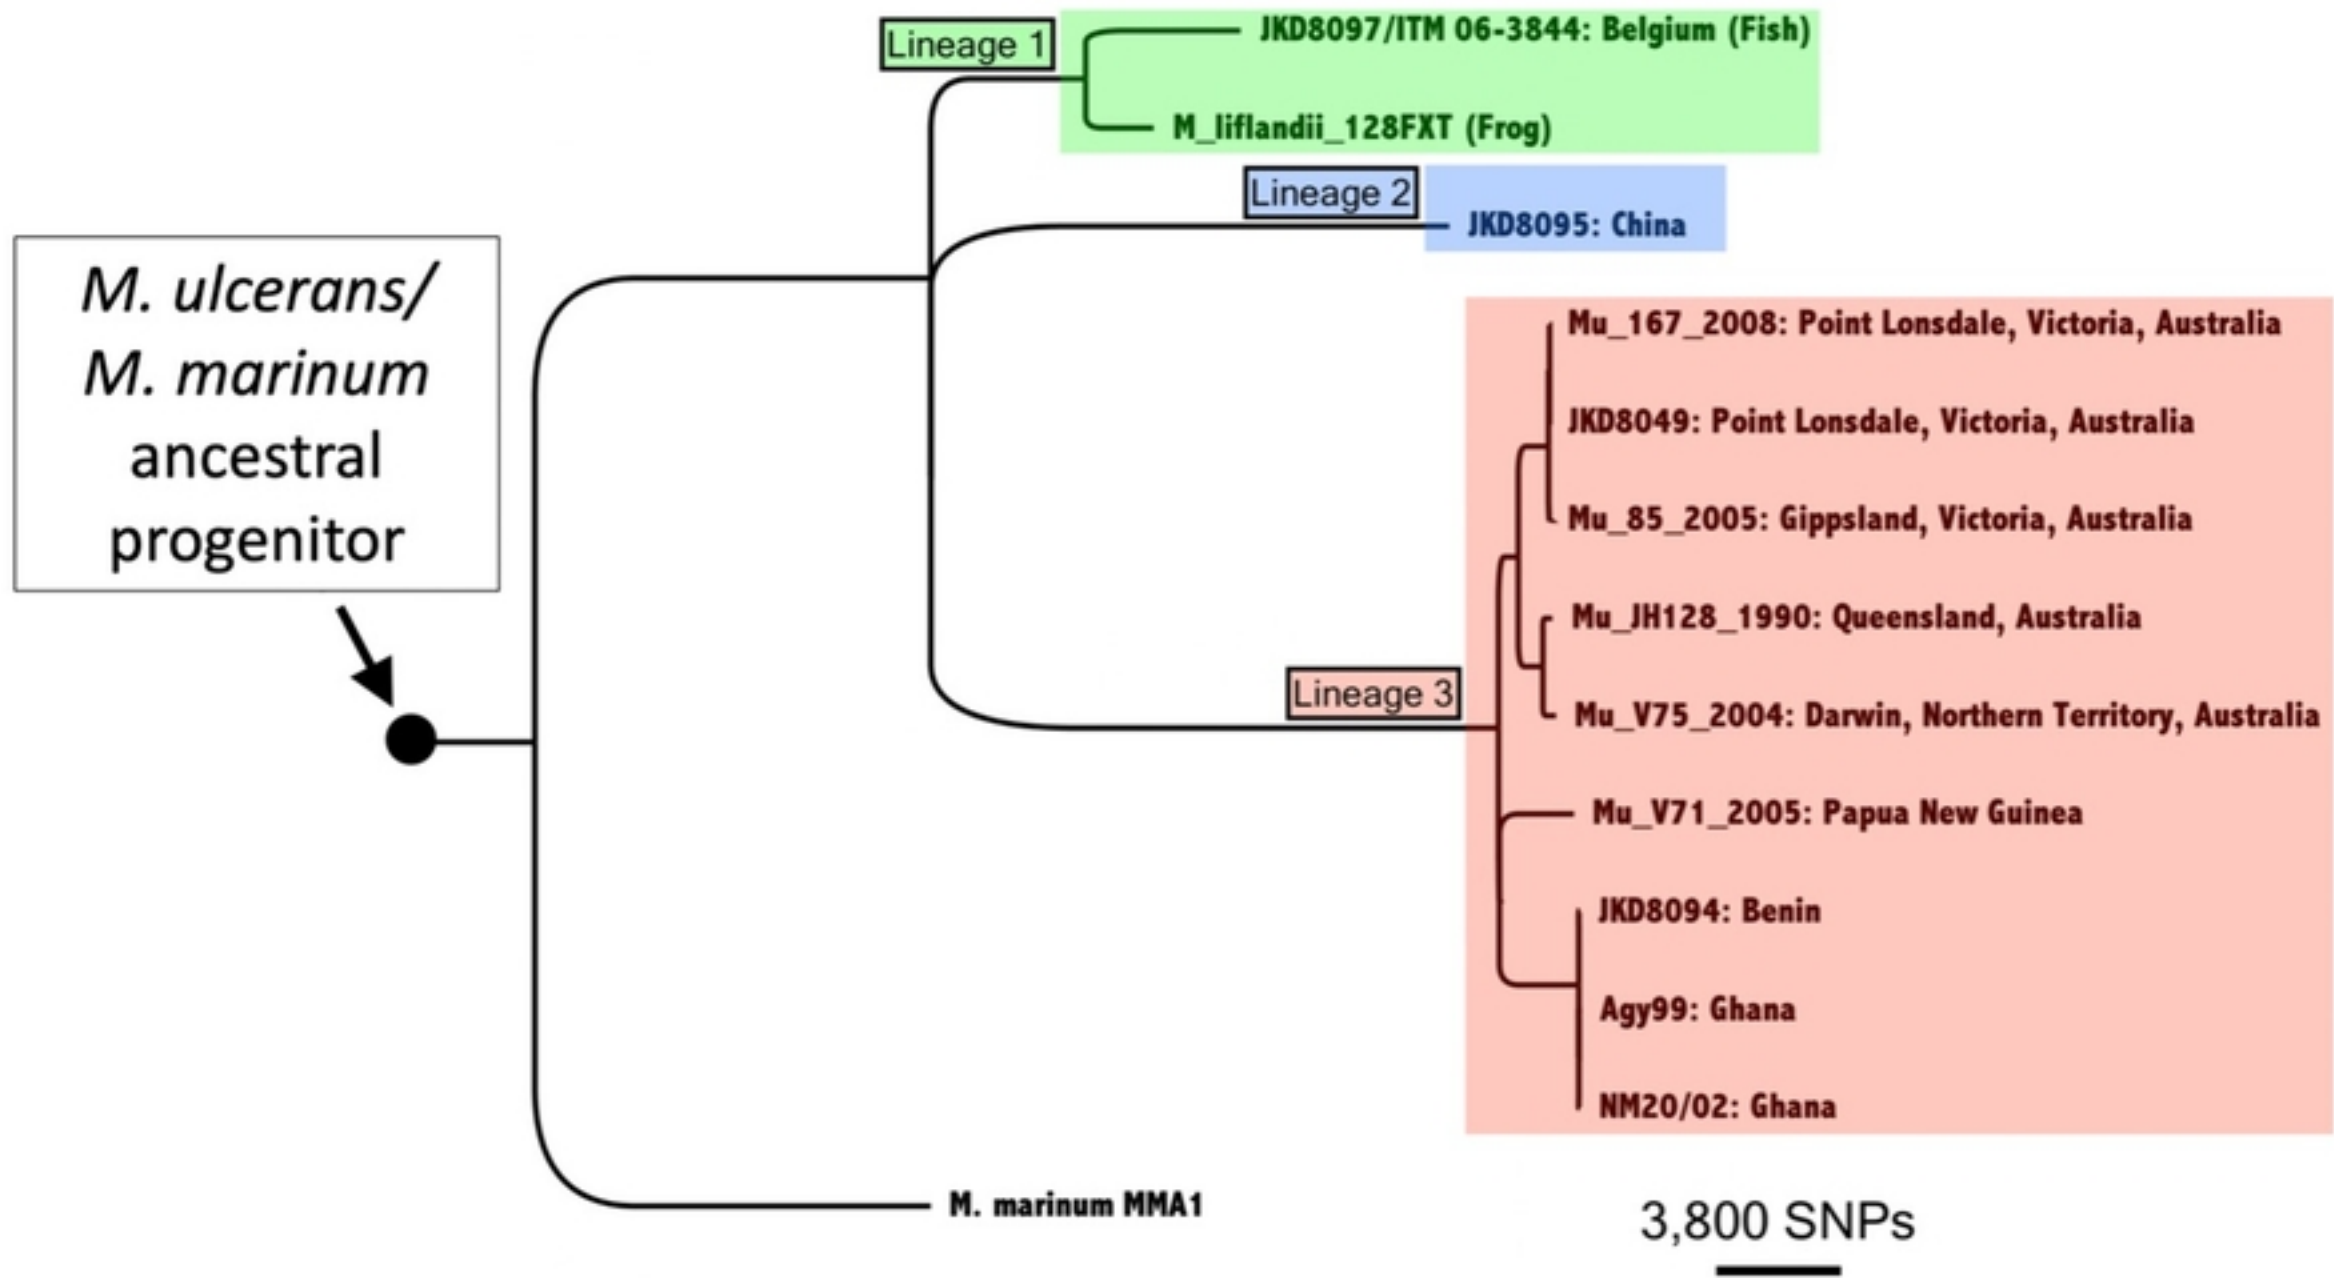 Lineage 1
JKD8097/ITM 06-3844: Belgium (Fish)
M_liflandii_128FXT (Frog)
Lineage 2
JKD8095: China
M. ulcerans/
M. marinum
ancestral
progenitor
Mu_167_2008: Point Lonsdale, Victoria, Australia
JKD8049: Point Lonsdale, Victoria, Australia
Mu_85_2005: Gippsland, Victoria, Australia
Mu_JH128_1990: Queensland, Australia
Lineage 3
Mu_V75_2004: Darwin, Northern Territory, Australia
Mu_V71_2005: Papua New Guinea
JKD8094: Benin
Agy99: Ghana
NM20/02: Ghana
M. marinum MMA1
3,800 SNPs